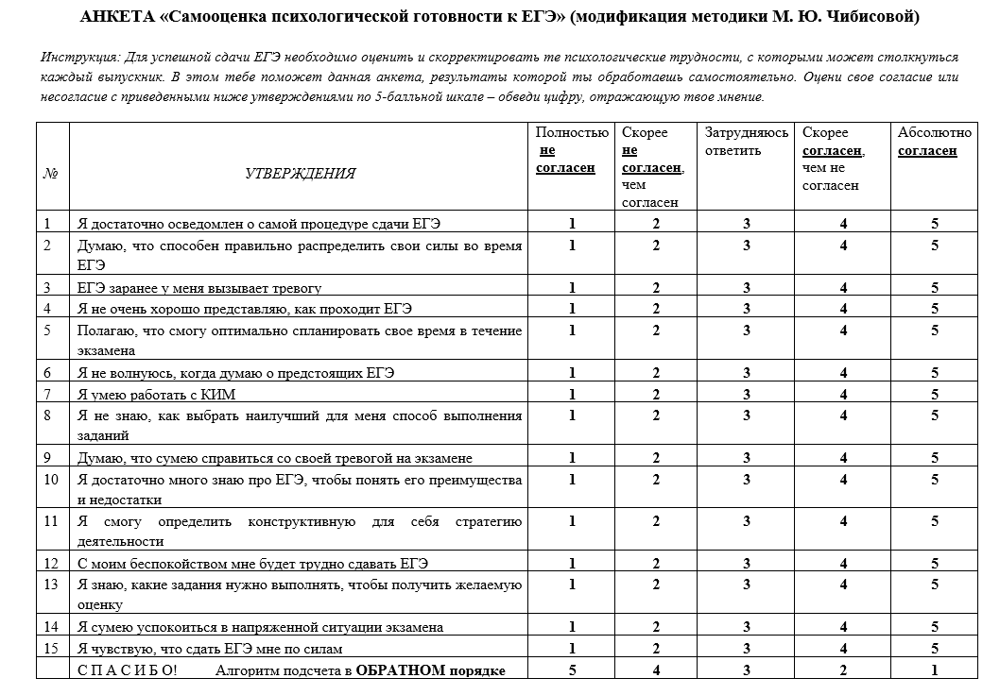 АНКЕТА «Самооценка психологической готовности к ЕГЭ» (модификация методики М. Ю. Чибисовой)
Инструкция: Для успешной сдачи ЕГЭ необходимо оценить и скорректировать те психологические трудности, с которыми может столкнуться
каждый выпускник. В этом тебе поможет данная анкета, результаты которой ты обработаешь самостоятельно. Оцени свое согласие или
несогласие с приведенными ниже утверждениями по 5-балльной шкале – обведи цифру, отражающую твое мнение.
№ УТВЕРЖДЕНИЯ
Полностью
не
согласен
Скорее
не
согласен,
чем
согласен
Затрудняюсь
ответить
Скорее
согласен,
чем не
согласен
Абсолютно
согласен
1 Я достаточно осведомлен о самой процедуре сдачи ЕГЭ 1 2 3 4 5
2 Думаю, что способен правильно распределить свои силы во время 1 2 3 4 5
ЕГЭ
3 ЕГЭ заранее у меня вызывает тревогу 1 2 3 4 5
4 Я не очень хорошо представляю, как проходит ЕГЭ 1 2 3 4 5
5 Полагаю, что смогу оптимально спланировать свое время в течение 1 2 3 4 5
экзамена
6 Я не волнуюсь, когда думаю о предстоящих ЕГЭ 1 2 3 4 5
7 Я умею работать с КИМ 1 2 3 4 5
8 Я не знаю, как выбрать наилучший для меня способ выполнения 1 2 3 4 5
заданий
9 Думаю, что сумею справиться со своей тревогой на экзамене 1 2 3 4 5
10 Я достаточно много знаю про ЕГЭ, чтобы понять его преимущества 1 2 3 4 5
и недостатки
11 Я смогу определить конструктивную для себя стратегию 1 2 3 4 5
деятельности
12 С моим беспокойством мне будет трудно сдавать ЕГЭ 1 2 3 4 5
13 Я знаю, какие задания нужно выполнять, чтобы получить желаемую 1 2 3 4 5
оценку
14 Я сумею успокоиться в напряженной ситуации экзамена 1 2 3 4 5
15 Я чувствую, что сдать ЕГЭ мне по силам 1 2 3 4 5
С П А С И Б О! Алгоритм подсчета в ОБРАТНОМ порядке 5 4 3 2 1